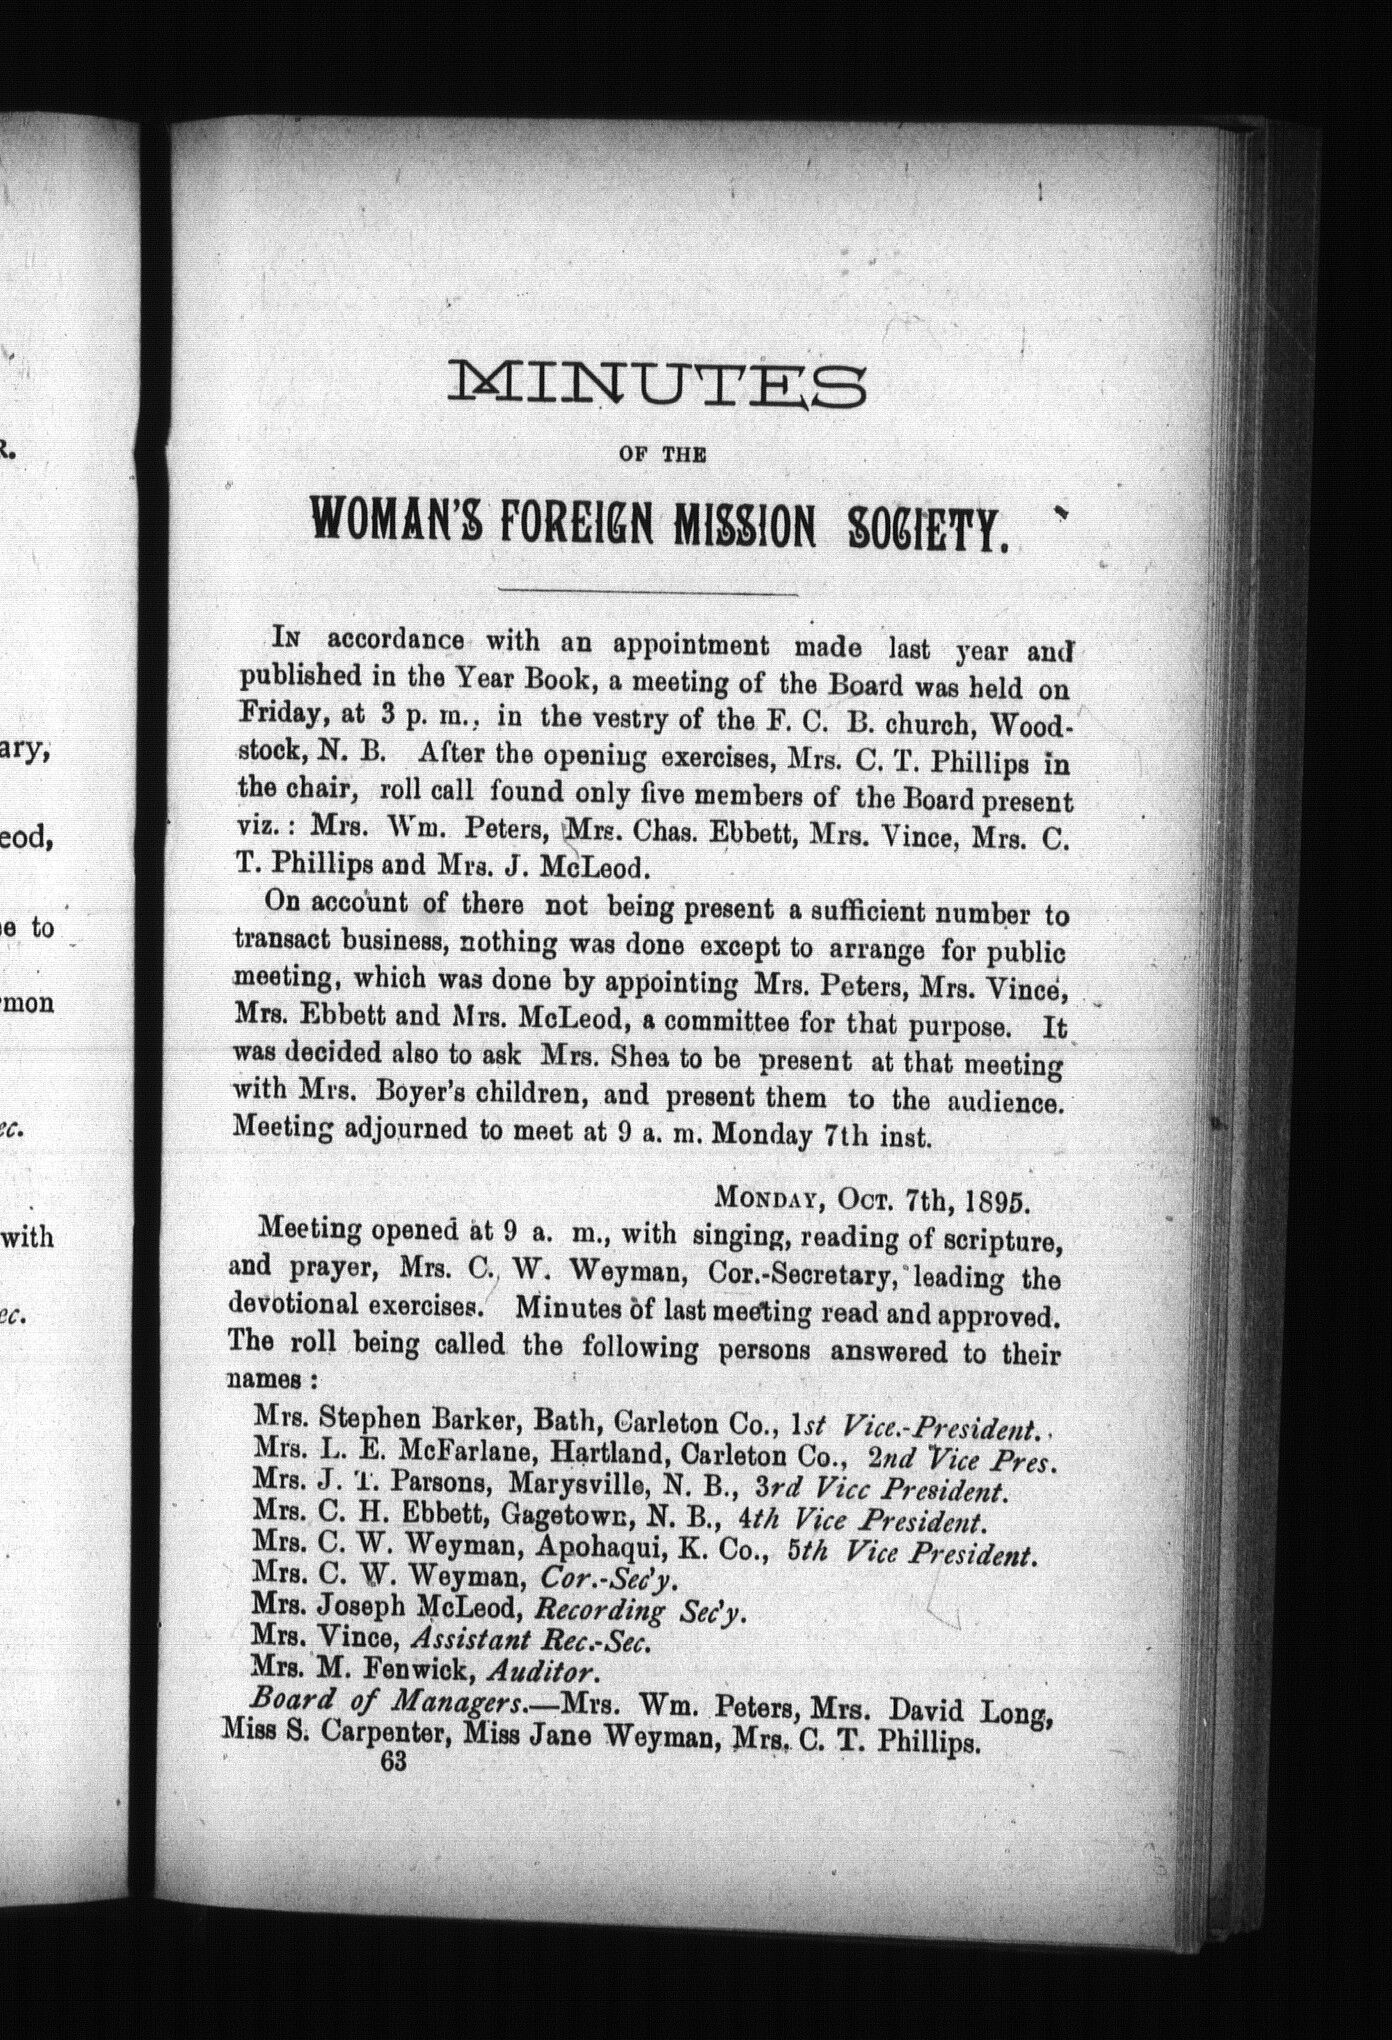 R.
ary,
eod,
e to
rmon
ec.
with
ec.
MINUTES
OF THE
WOMAN'S FOREIGN MISSION SOCIETY.
IN accordance with an appointment made last year and
published in the Year Book, a meeting of the Board was held on
Friday, at 3 p. m., in the vestry of the F. C. B. church, Wood-
stock, N. B. After the openiug exercises, Mrs. C. T. Phillips in
the chair, roll call found only five members of the Board present
viz. : Mrs. Wm. Peters, Mrs. Chas. Ebbett, Mrs. Vince, Mrs. C.
T. Phillips and Mrs. J. McLeod.
On account of there not being present a sufficient number to
transact business, nothing was done except to arrange for public
meeting, which was done by appointing Mrs. Peters, Mrs. Vince,
Mrs. Ebbett and Mrs. McLeod, a committee for that purpose. It
was decided also to ask Mrs. Shea to be present at that meeting
with Mrs. Boyer's children, and present them to the audience.
Meeting adjourned to meet at 9 a. m. Monday 7th inst.
MONDAY, OCT. 7th, 1895.
Meeting opened at 9 a. m., with singing, reading of scripture,
and prayer, Mrs. C. W. Weyman, Cor.-Secretary, leading the
devotional exercises. Minutes of last meeting read and approved.
The roll being called the following persons answered to their
names :
Mrs. Stephen Barker, Bath, Carleton Co., 1st Vice.-President.
Mrs. L. E. McFarlane, Hartland, Carleton Co., 2nd Vice Pres.
Mrs. J. T. Parsons, Marysville, N. B., 3rd Vicc President.
Mrs. C. H. Ebbett, Gagetown, N. B., 4th Vice President.
Mrs. C. W. Weyman, Apohaqui, K. Co., 5th Vice President.
Mrs. C. W. Weyman, Cor.-Sec'y.
Mrs. Joseph McLeod, Recording Sec'y.
Mrs. Vince, Assistant Rec.-Sec.
Mrs. M. Fenwick, Auditor.
Board of Managers.—Mrs. Wm. Peters, Mrs. David Long,
Miss S. Carpenter, Miss Jane Weyman, Mrs. C. T. Phillips.
63